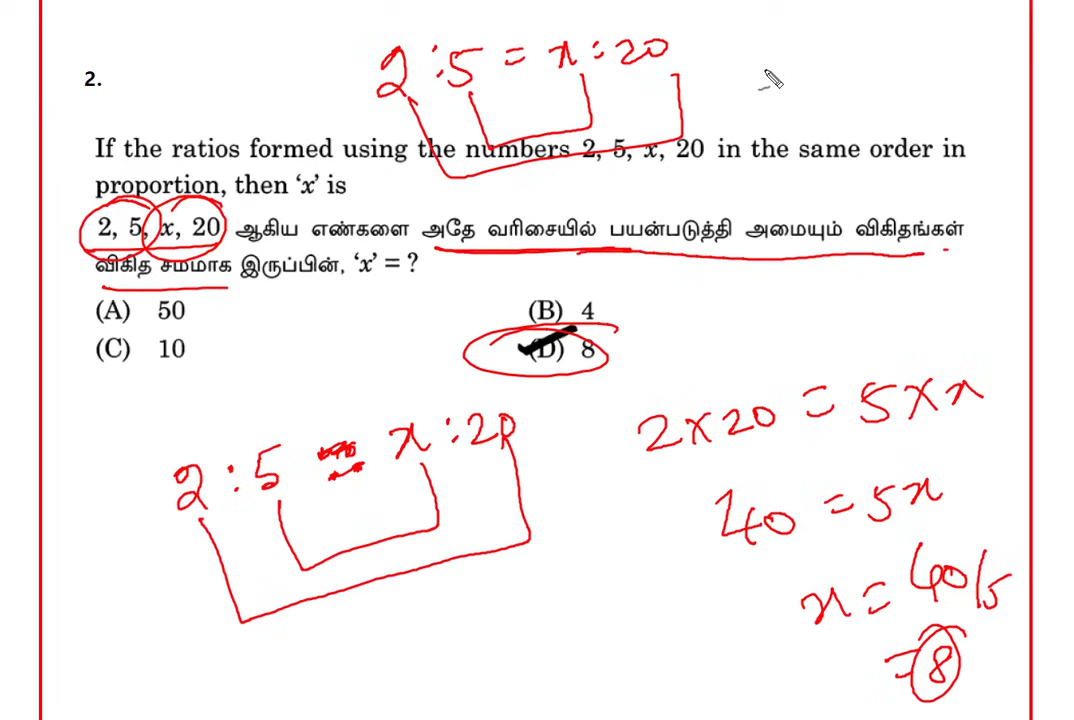 2 : 5 = x : 20
2.
If the ratios formed using the numbers 2, 5, x, 20 in the same order in
proportion, then ‘x’ is
2, 5, x, 20 ஆகிய எண்களை அதே வரிசையில் பயன்படுத்தி அமையும் விகிதங்கள்
விகித சமமாக இருப்பின், ‘x’ = ?
(A) 50
(B) 4
(C) 10
(D) 8
2 : 5 = x : 20
2 × 20 = 5 × x
40 = 5x
x = 40/5
= 8